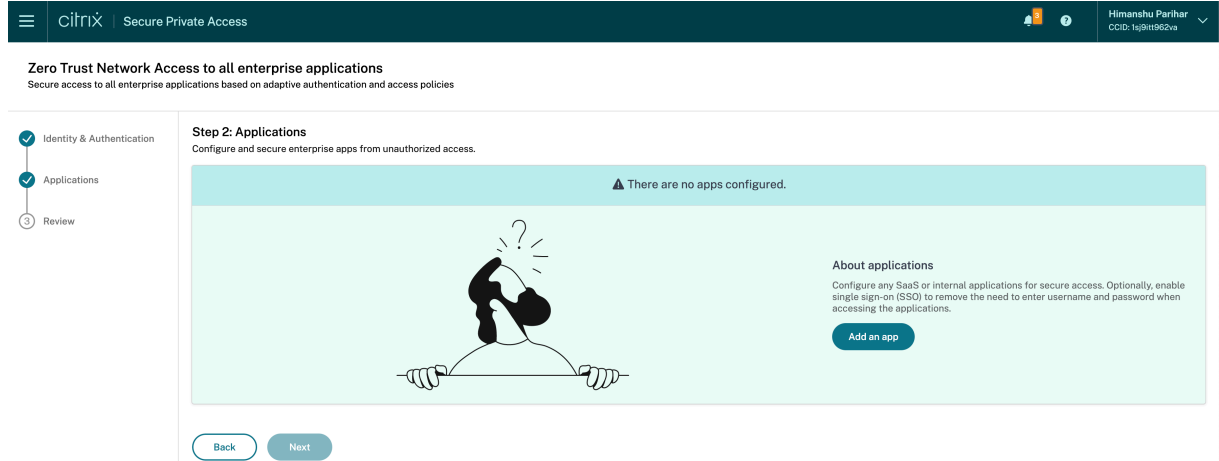 citrix | Secure Private Access
3
?
Himanshu Parihar
CCID: 1sj9itt962va
Zero Trust Network Access to all enterprise applications
Secure access to all enterprise applications based on adaptive authentication and access policies
Identity & Authentication
Applications
3 Review
Step 2: Applications
Configure and secure enterprise apps from unauthorized access.
There are no apps configured.
?
About applications
Configure any SaaS or internal applications for secure access. Optionally, enable
single sign-on (SSO) to remove the need to enter username and password when
accessing the applications.
Add an app
Back
Next